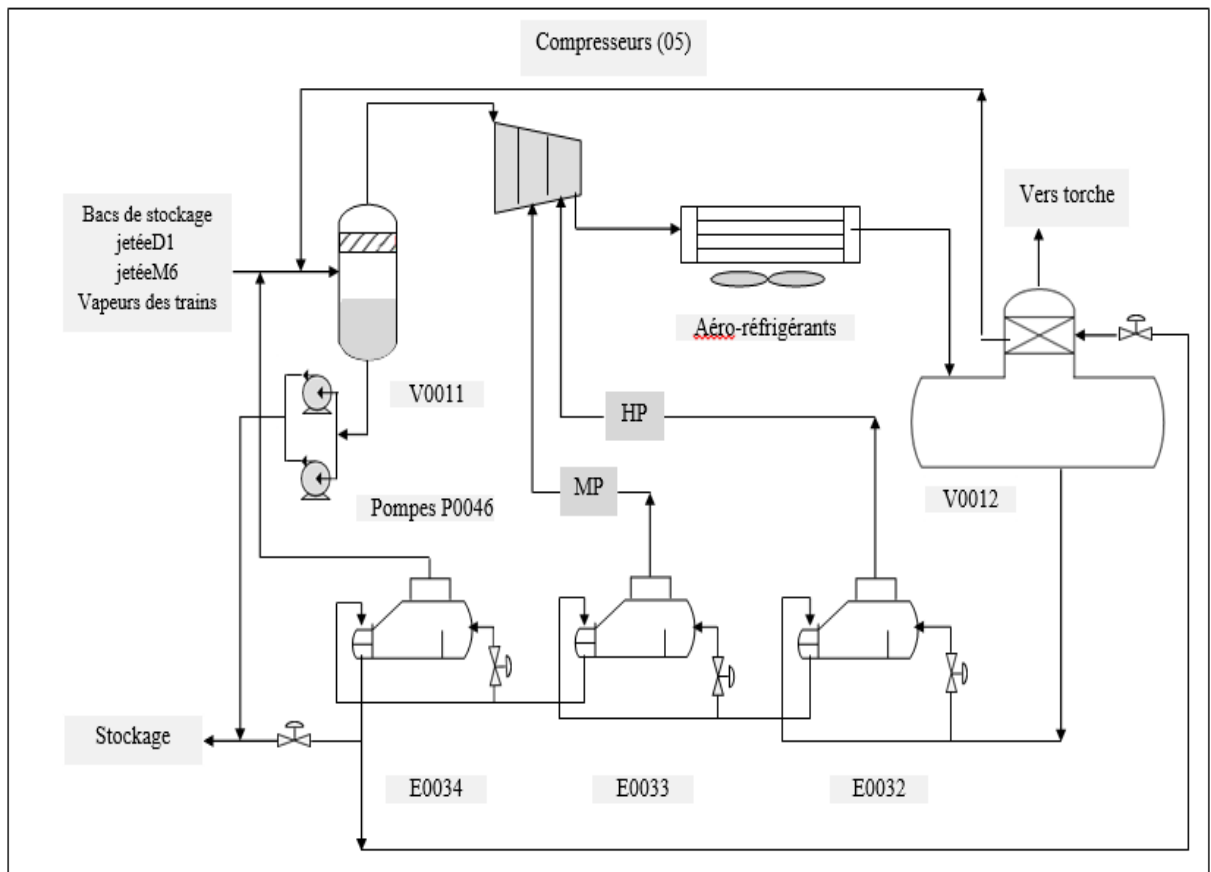 Compresseurs (05)
Bacs de stockage
jetéeD1
jetéeM6
Vapeurs des trains
Vers torche
Aéro-réfrigérants
V0011
HP
MP
V0012
Pompes P0046
Stockage
E0034
E0033
E0032